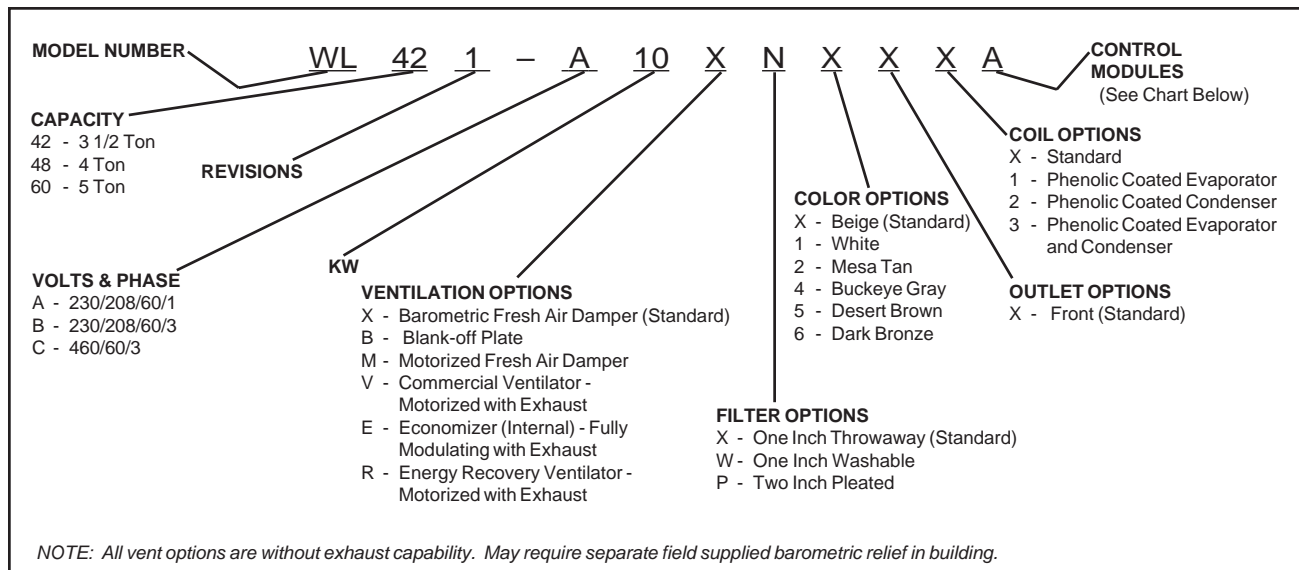 MODEL NUMBER
WL 42 1 – A 10 X N X X X A
CONTROL
MODULES
(See Chart Below)
CAPACITY
42 - 3 1/2 Ton
48 - 4 Ton
60 - 5 Ton
REVISIONS
VOLTS & PHASE
A - 230/208/60/1
B - 230/208/60/3
C - 460/60/3
KW
VENTILATION OPTIONS
X - Barometric Fresh Air Damper (Standard)
B - Blank-off Plate
M - Motorized Fresh Air Damper
V - Commercial Ventilator -
Motorized with Exhaust
E - Economizer (Internal) - Fully
Modulating with Exhaust
R - Energy Recovery Ventilator -
Motorized with Exhaust
FILTER OPTIONS
X - One Inch Throwaway (Standard)
W - One Inch Washable
P - Two Inch Pleated
COLOR OPTIONS
X - Beige (Standard)
1 - White
2 - Mesa Tan
4 - Buckeye Gray
5 - Desert Brown
6 - Dark Bronze
OUTLET OPTIONS
X - Front (Standard)
COIL OPTIONS
X - Standard
1 - Phenolic Coated Evaporator
2 - Phenolic Coated Condenser
3 - Phenolic Coated Evaporator
and Condenser
NOTE: All vent options are without exhaust capability. May require separate field supplied barometric relief in building.